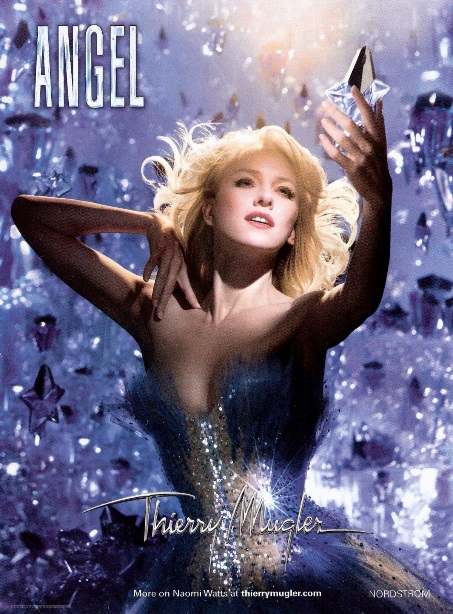 ANGEL
Thierry Mugler
More on Naomi Watts at thierrymugler.com
NORDSTROM